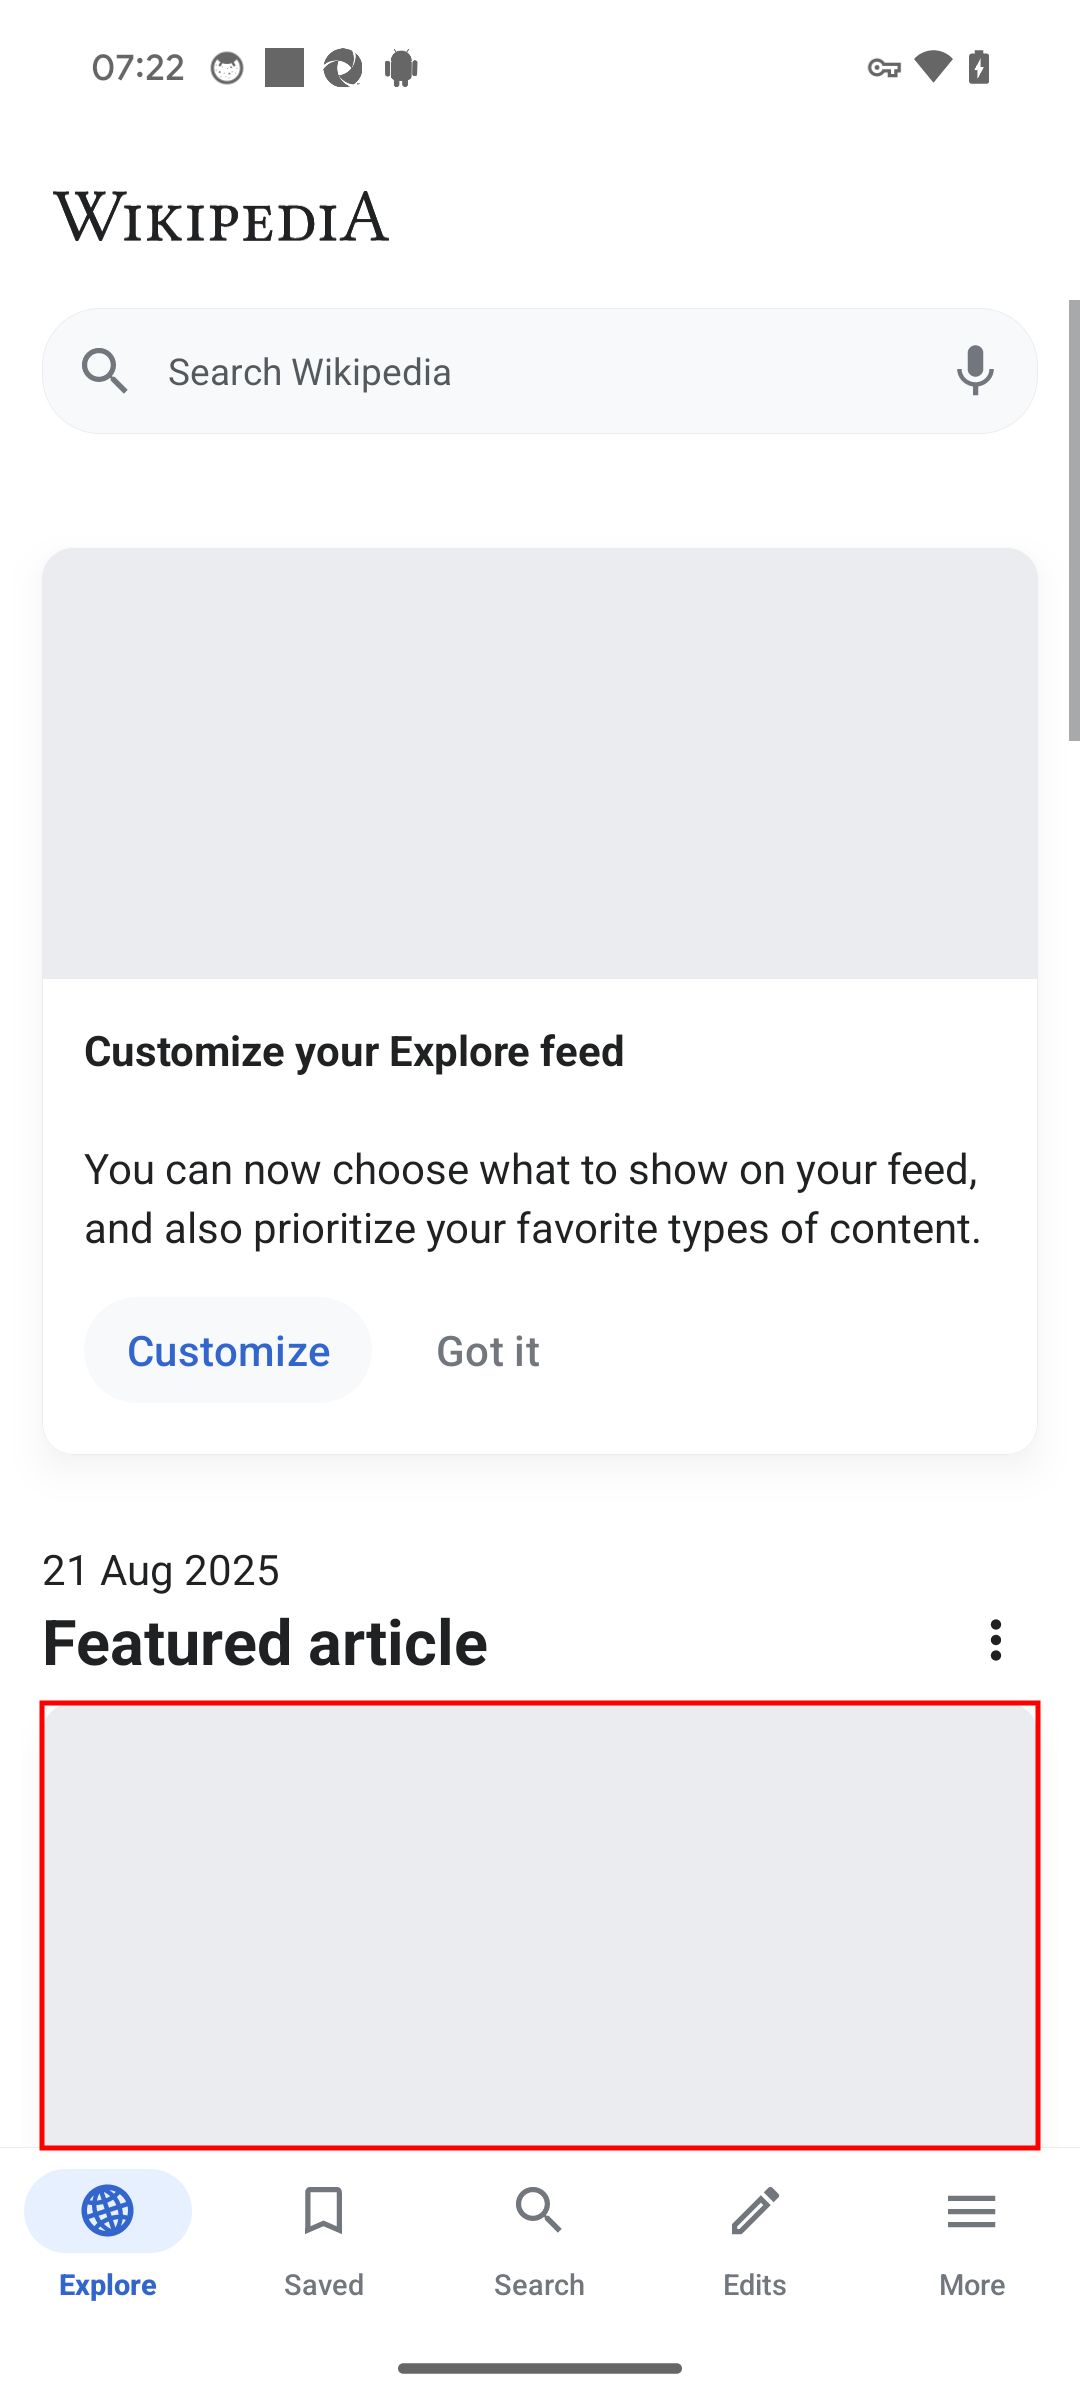 07:22
WIKIPEDIA
Search Wikipedia
Customize your Explore feed
You can now choose what to show on your feed,
and also prioritize your favorite types of content.
Customize
Got it
21 Aug 2025
Featured article
Explore
Saved
Search
Edits
More